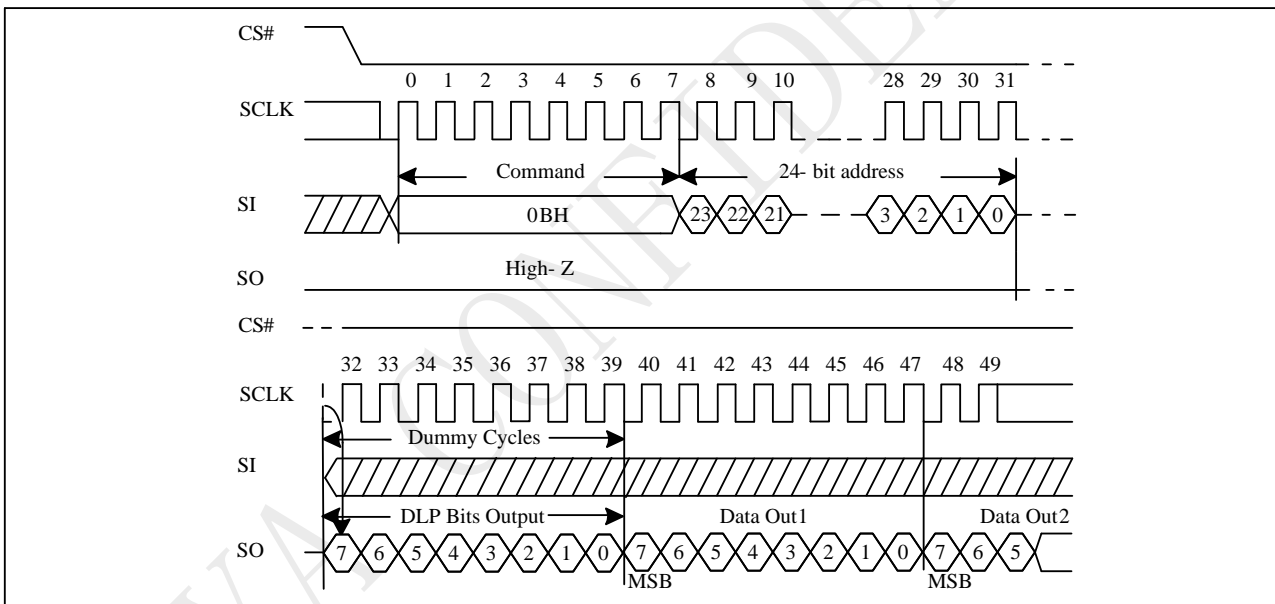 CS#
0 1 2 3 4 5 6 7 8 9 10 28 29 30 31
SCLK
Command 24- bit address
SI 0BH 23 22 21 3 2 1 0
High- Z
SO
CS#
32 33 34 35 36 37 38 39 40 41 42 43 44 45 46 47 48 49
SCLK
Dummy Cycles
SI
DLP Bits Output Data Out1 Data Out2
SO 7 6 5 4 3 2 1 0 7 6 5 4 3 2 1 0 7 6 5
MSB MSB